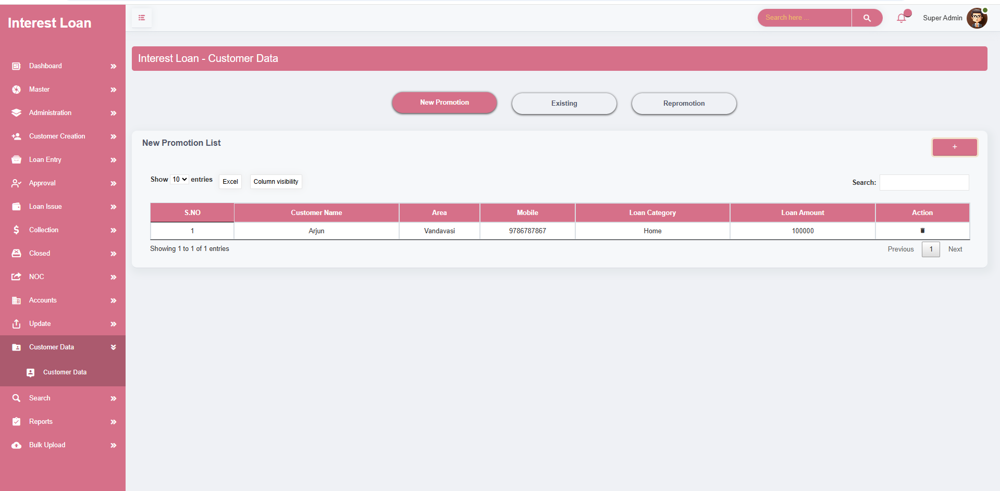 Interest Loan
Search here ...
Super Admin
Dashboard
Master
Administration
Customer Creation
Loan Entry
Approval
Loan Issue
Collection
Closed
NOC
Accounts
Update
Customer Data
Customer Data
Search
Reports
Bulk Upload
Interest Loan - Customer Data
New Promotion Existing Repromotion
New Promotion List
+
Show 10 entries Excel Column visibility Search:
S.NO Customer Name Area Mobile Loan Category Loan Amount Action
1 Arjun Vandavasi 9786787867 Home 100000
Showing 1 to 1 of 1 entries Previous 1 Next